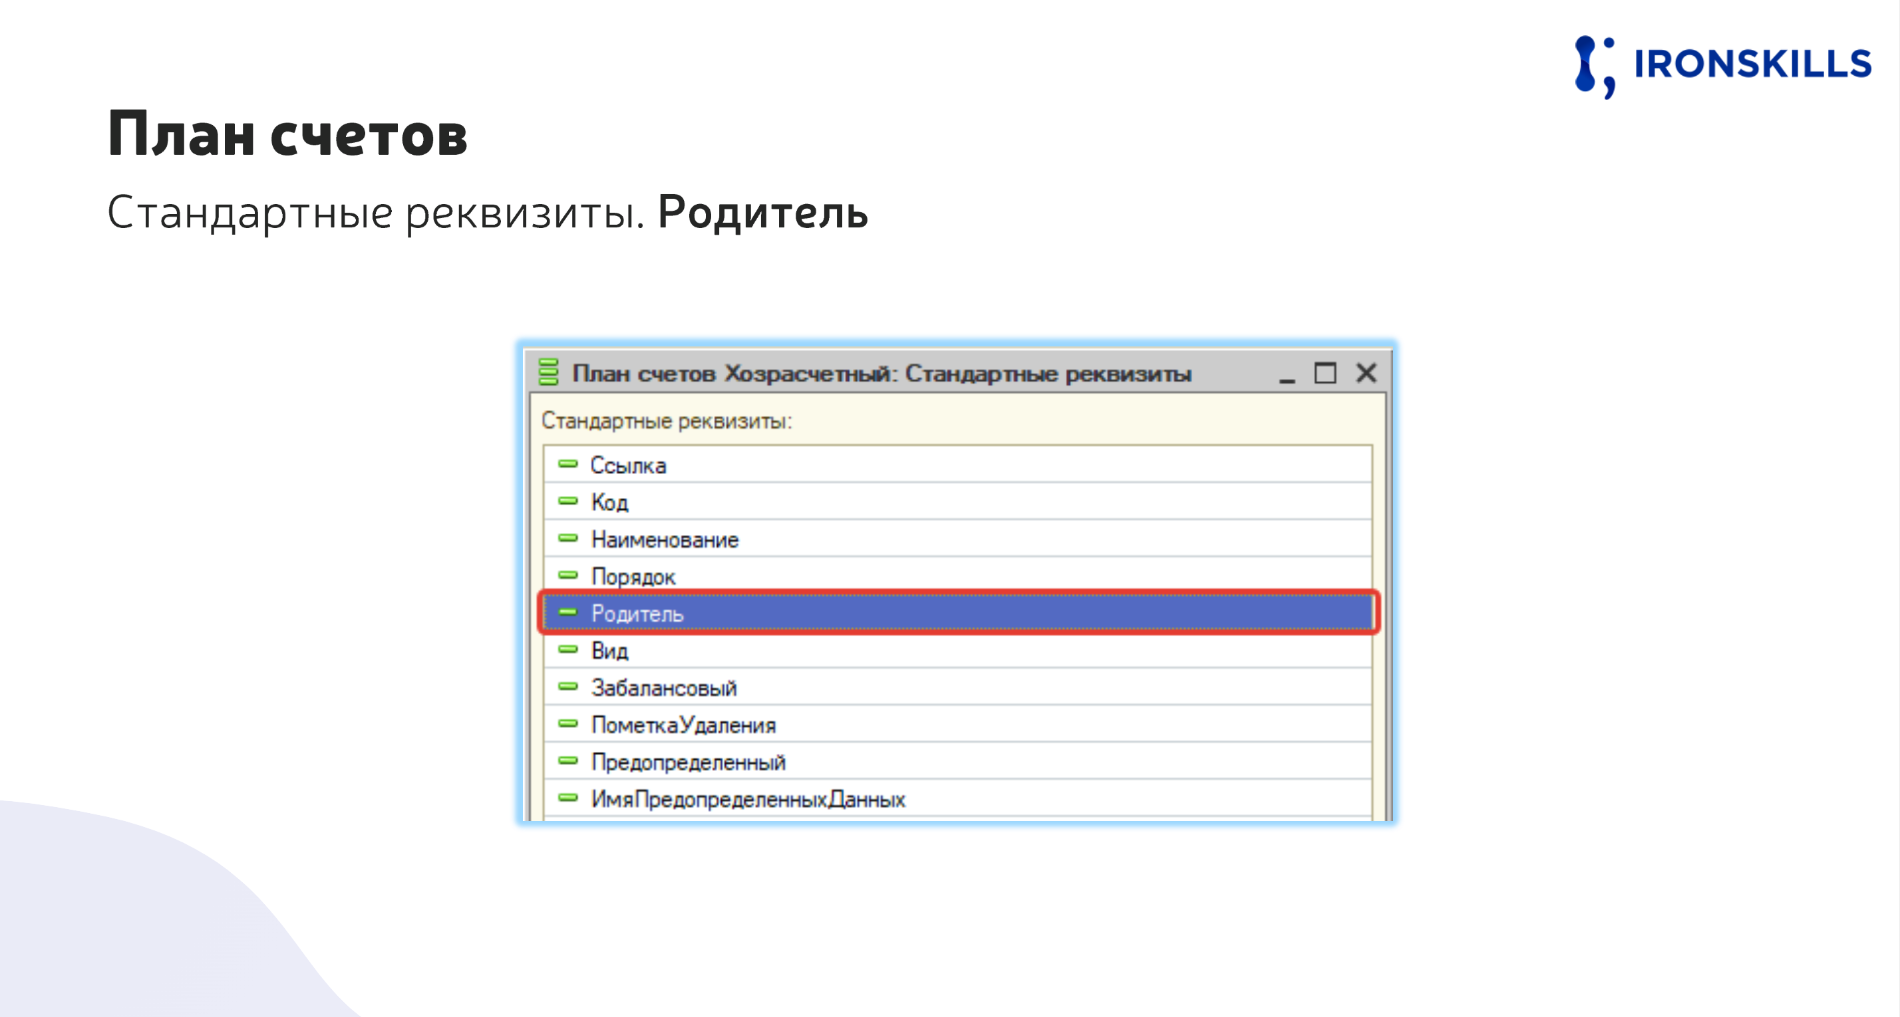 IRONSKILLS
План счетов
Стандартные реквизиты. Родитель
План счетов Хозрасчетный: Стандартные реквизиты
Стандартные реквизиты:
Ссылка
Код
Наименование
Порядок
Родитель
Вид
Забалансовый
ПометкаУдаления
Предопределенный
ИмяПредопределенныхДанных